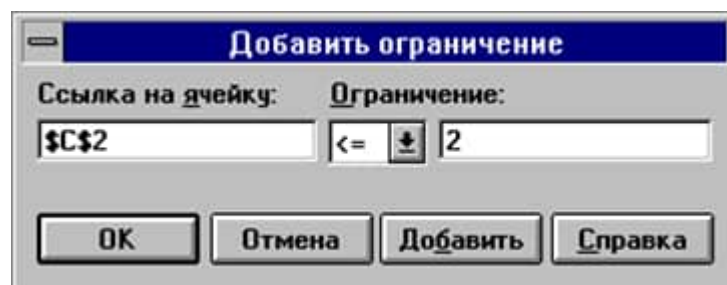 Добавить ограничение
Ссылка на ячейку: Ограничение:
$C$2 <= 2
OK Отмена Добавить Справка